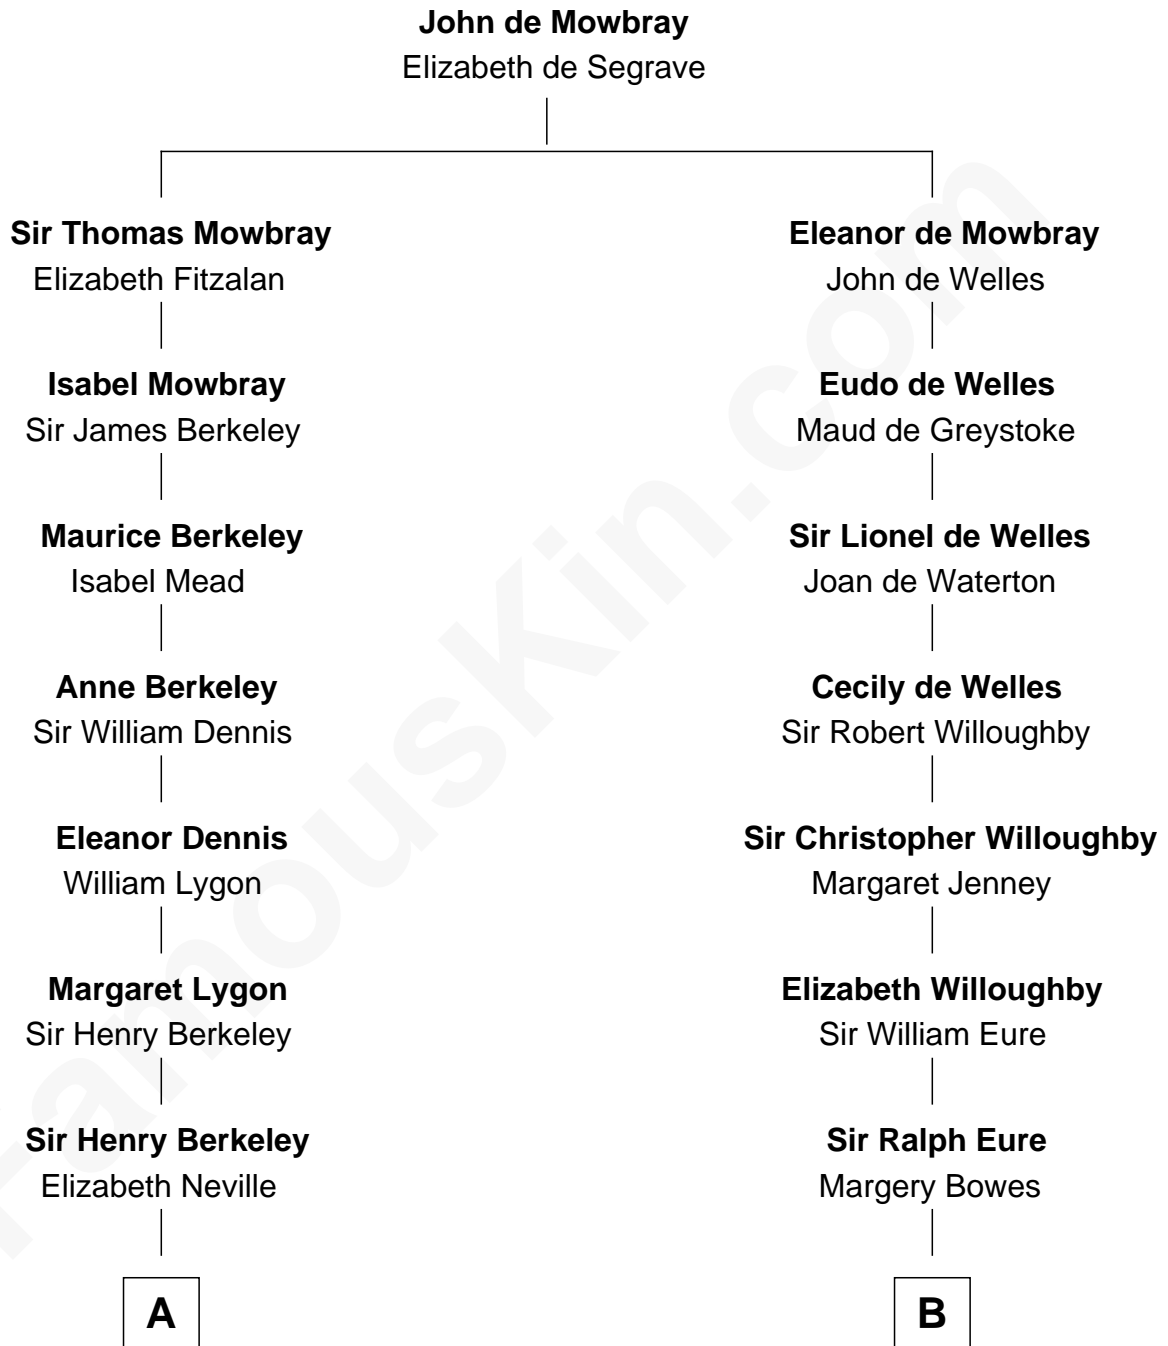 John de Mowbray
Elizabeth de Segrave
Sir Thomas Mowbray
Elizabeth Fitzalan
Isabel Mowbray
Sir James Berkeley
Maurice Berkeley
Isabel Mead
Anne Berkeley
Sir William Dennis
Eleanor Dennis
William Lygon
Margaret Lygon
Sir Henry Berkeley
Sir Henry Berkeley
Elizabeth Neville
A
Eleanor de Mowbray
John de Welles
Eudo de Welles
Maud de Greystoke
Sir Lionel de Welles
Joan de Waterton
Cecily de Welles
Sir Robert Willoughby
Sir Christopher Willoughby
Margaret Jenney
Elizabeth Willoughby
Sir William Eure
Sir Ralph Eure
Margery Bowes
B
FamousKin.com